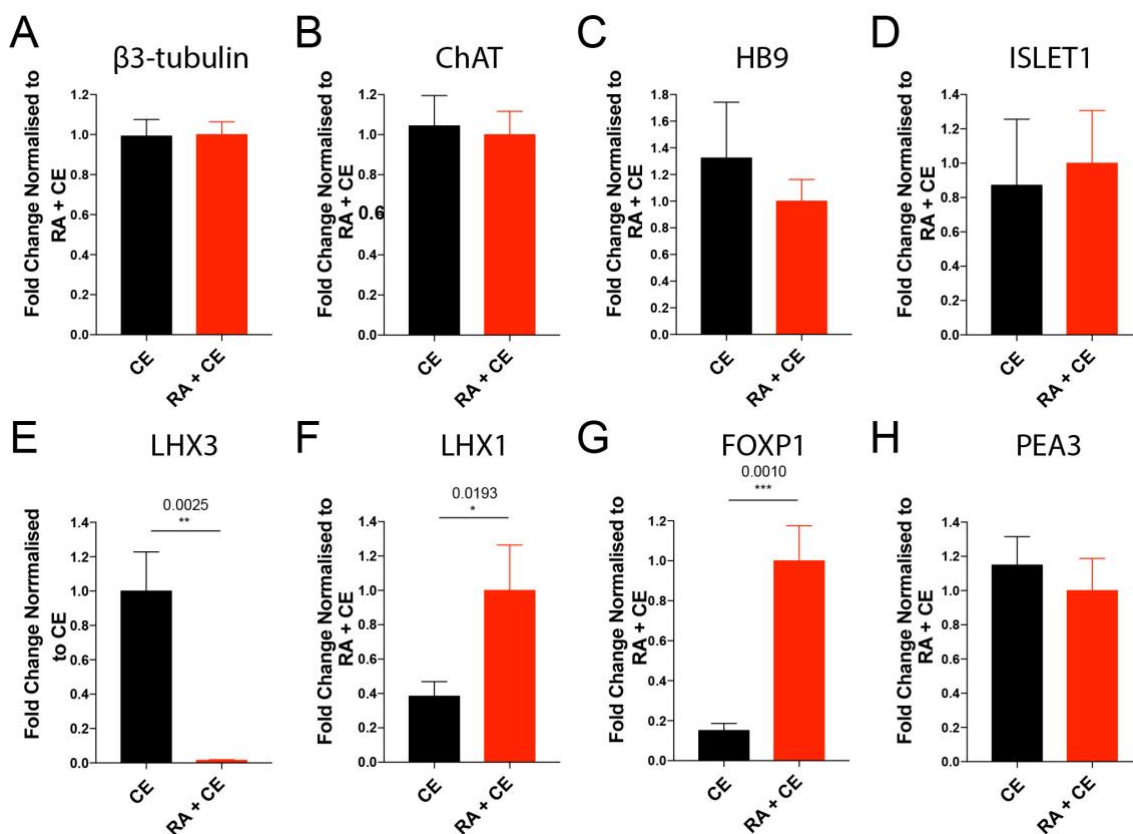 A
β3-tubulin
Fold Change Normalised to
RA + CE
1.2
1.0
0.8
0.6
0.4
0.2
0.0
CE
RA + CE
B
ChAT
Fold Change Normalised to
RA + CE
1.2
1.0
0.8
0.6
0.4
0.2
0.0
CE
RA + CE
C
HB9
Fold Change Normalised to
RA + CE
1.8
1.6
1.4
1.2
1.0
0.8
0.6
0.4
0.2
0.0
CE
RA + CE
D
ISLET1
Fold Change Normalised to
RA + CE
1.4
1.2
1.0
0.8
0.6
0.4
0.2
0.0
CE
RA + CE
E
LHX3
0.0025
**
Fold Change Normalised
to CE
1.4
1.2
1.0
0.8
0.6
0.4
0.2
0.0
CE
RA + CE
F
LHX1
0.0193
*
Fold Change Normalised to
RA + CE
1.4
1.2
1.0
0.8
0.6
0.4
0.2
0.0
CE
RA + CE
G
FOXP1
0.0010
***
Fold Change Normalised to
RA + CE
1.2
1.0
0.8
0.6
0.4
0.2
0.0
CE
RA + CE
H
PEA3
Fold Change Normalised to
RA + CE
1.4
1.2
1.0
0.8
0.6
0.4
0.2
0.0
CE
RA + CE